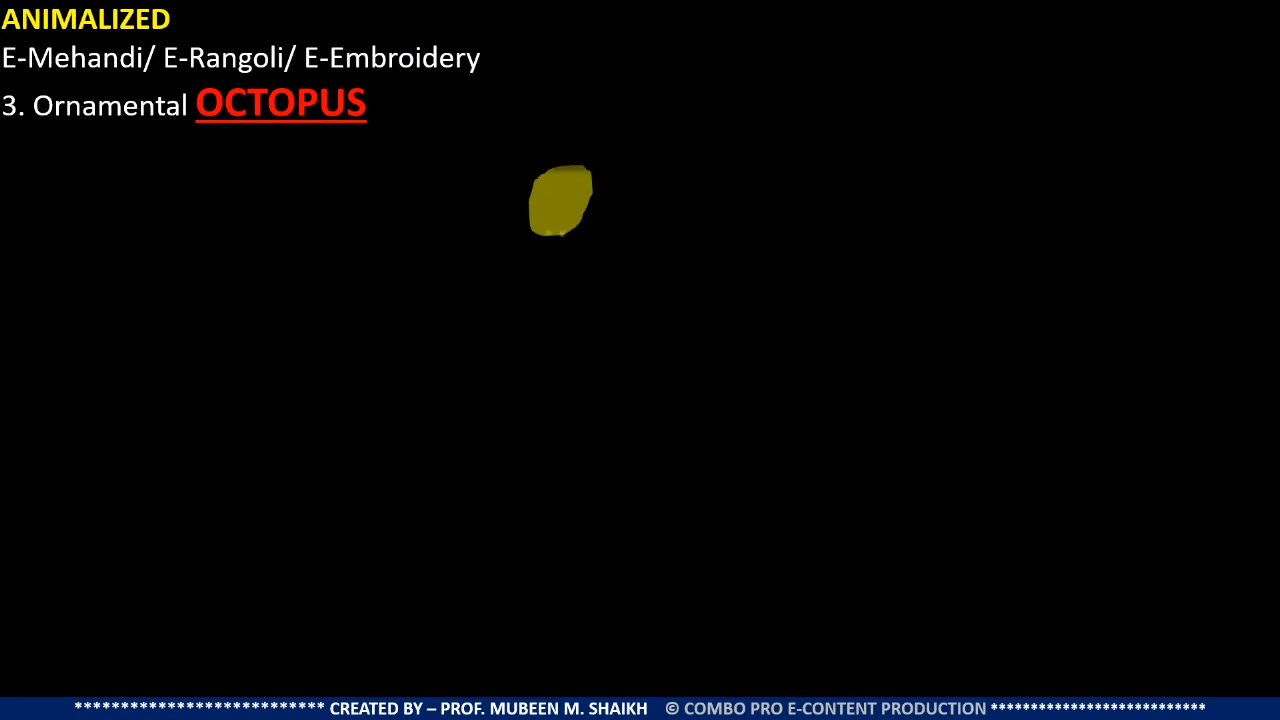 ANIMALIZED
E-Mehandi/ E-Rangoli/ E-Embroidery
3. Ornamental OCTOPUS
*************************** CREATED BY – PROF. MUBEEN M. SHAIKH © COMBO PRO E-CONTENT PRODUCTION ***************************